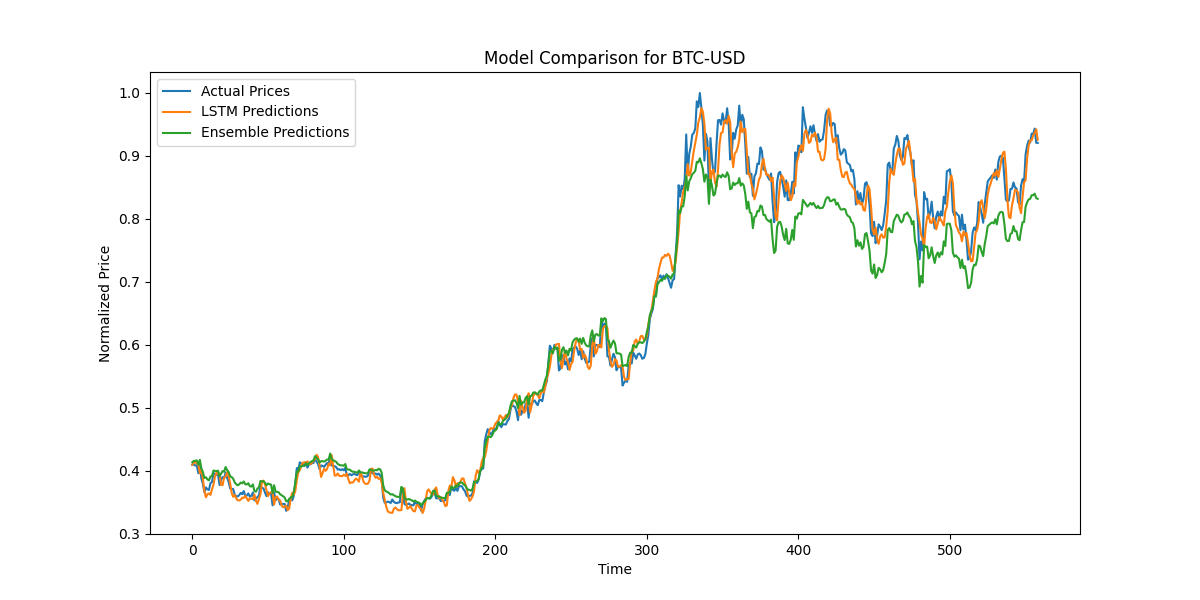 Model Comparison for BTC-USD
Actual Prices
LSTM Predictions
Ensemble Predictions
Normalized Price
1.0
0.9
0.8
0.7
0.6
0.5
0.4
0.3
0 100 200 300 400 500
Time